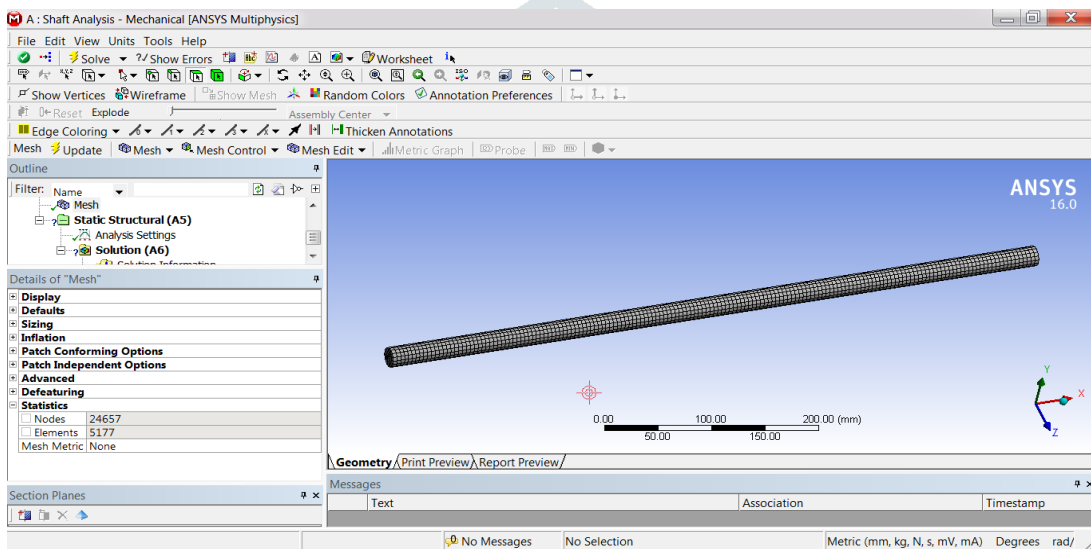 A : Shaft Analysis - Mechanical [ANSYS Multiphysics]
File Edit View Units Tools Help
Solve ?✓ Show Errors A Worksheet i
Show Vertices Wireframe Show Mesh Random Colors Annotation Preferences
Reset Explode Assembly Center
Edge Coloring Thicken Annotations
Mesh Update Mesh Mesh Control Mesh Edit Metric Graph Probe
Outline
Filter: Name
Mesh
Static Structural (A5)
Analysis Settings
Solution (A6)
Solution Information
Details of "Mesh"
Display
Defaults
Sizing
Inflation
Patch Conforming Options
Patch Independent Options
Advanced
Defeaturing
Statistics
Nodes 24657
Elements 5177
Mesh Metric None
Section Planes
ANSYS
16.0
Y
X
Z
0.00 100.00 200.00 (mm)
50.00 150.00
Geometry Print Preview Report Preview
Messages
Text Association Timestamp
No Messages No Selection Metric (mm, kg, N, s, mV, mA) Degrees rad/